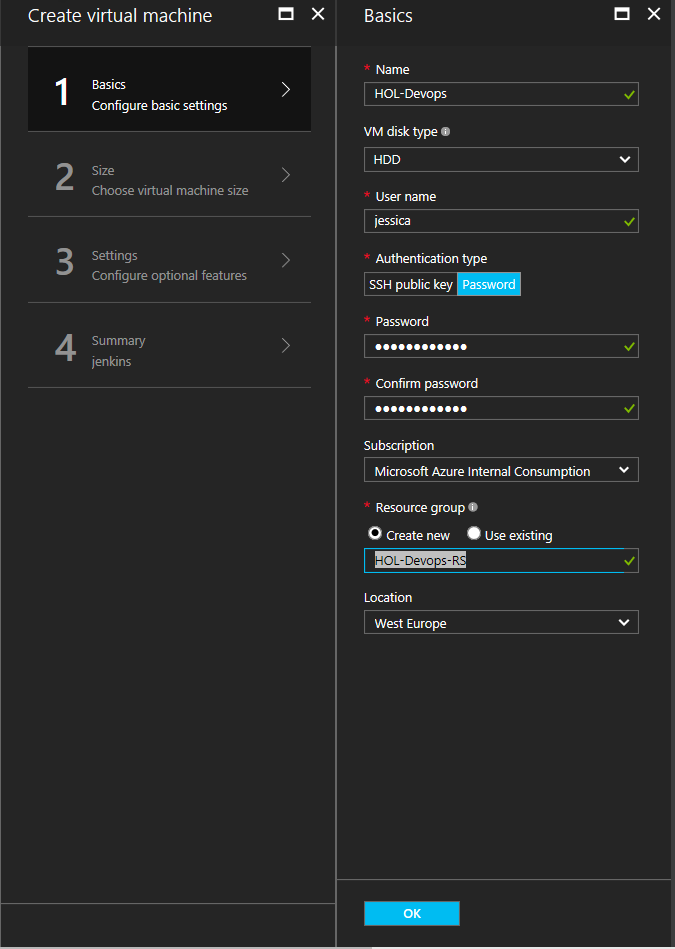 Create virtual machine
1
Basics
Configure basic settings
2
Size
Choose virtual machine size
3
Settings
Configure optional features
4
Summary
jenkins
Basics
* Name
HOL-Devops
VM disk type
HDD
* User name
jessica
* Authentication type
SSH public key Password
* Password
••••••••••••
* Confirm password
••••••••••••
Subscription
Microsoft Azure Internal Consumption
* Resource group
Create new Use existing
HOL-Devops-RS
Location
West Europe
OK